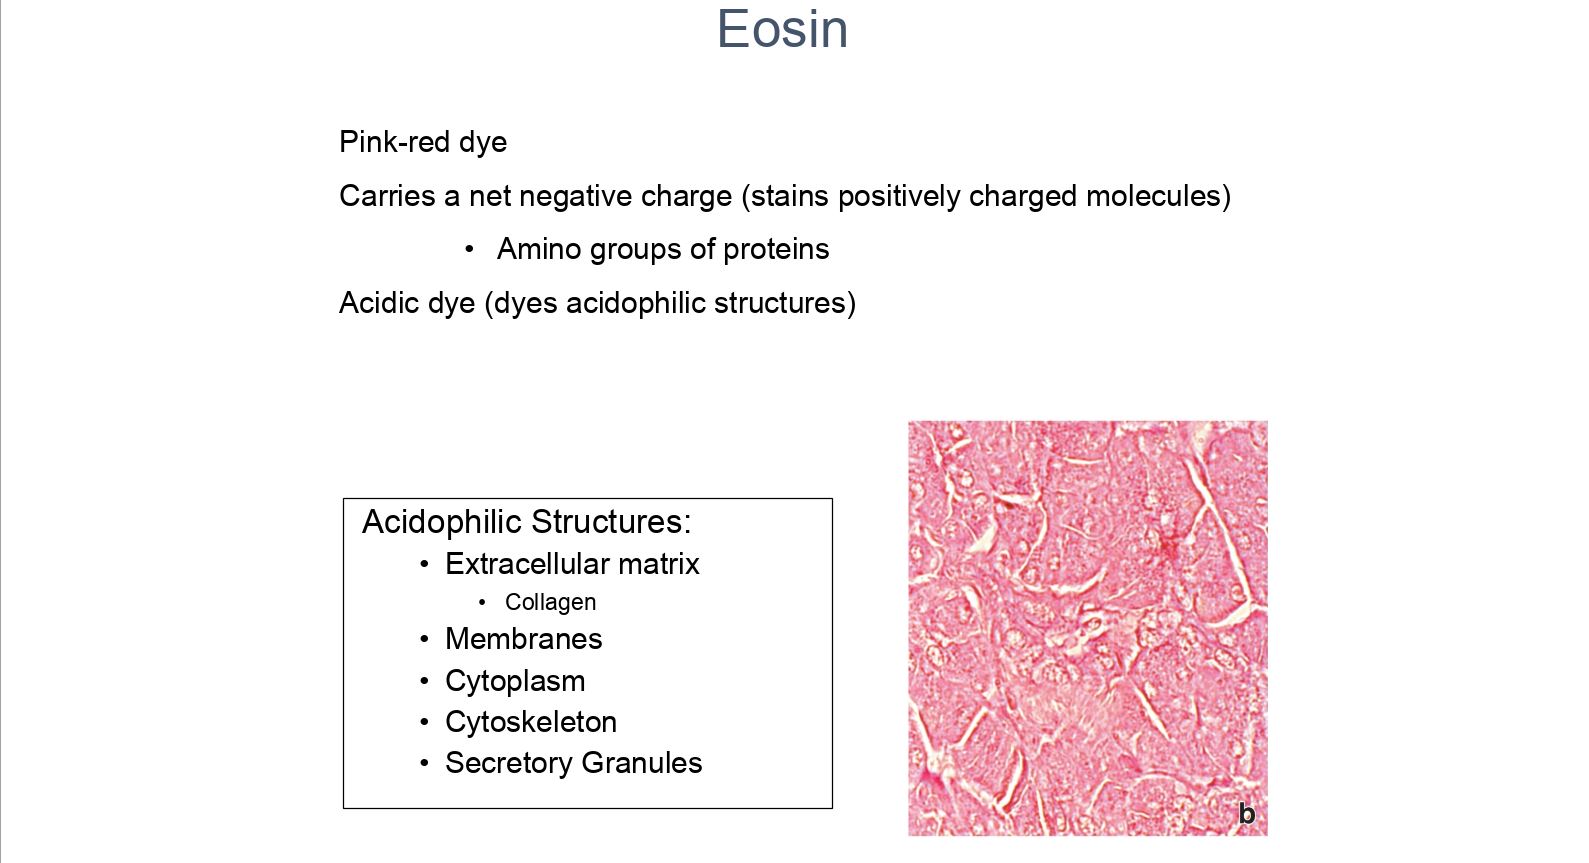 Eosin
Pink-red dye
Carries a net negative charge (stains positively charged molecules)
• Amino groups of proteins
Acidic dye (dyes acidophilic structures)
Acidophilic Structures:
• Extracellular matrix
• Collagen
• Membranes
• Cytoplasm
• Cytoskeleton
• Secretory Granules
b